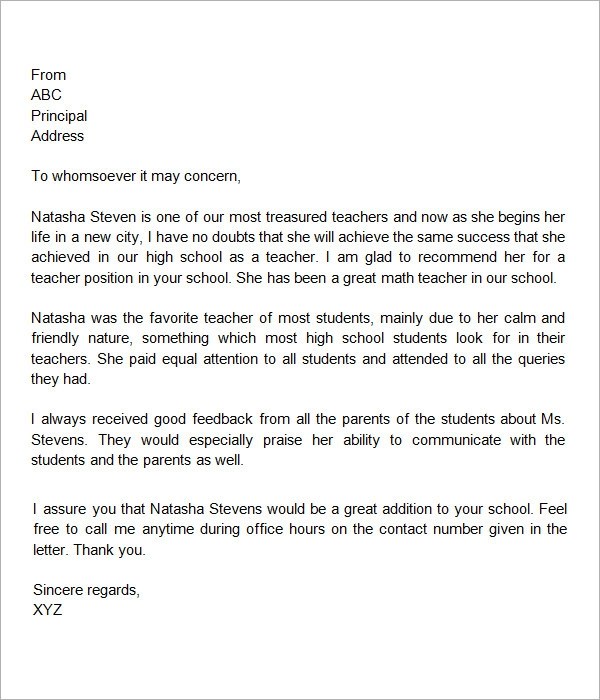 From
ABC
Principal
Address
To whomsoever it may concern,
Natasha Steven is one of our most treasured teachers and now as she begins her
life in a new city, I have no doubts that she will achieve the same success that she
achieved in our high school as a teacher. I am glad to recommend her for a
teacher position in your school. She has been a great math teacher in our school.
Natasha was the favorite teacher of most students, mainly due to her calm and
friendly nature, something which most high school students look for in their
teachers. She paid equal attention to all students and attended to all the queries
they had.
I always received good feedback from all the parents of the students about Ms.
Stevens. They would especially praise her ability to communicate with the
students and the parents as well.
I assure you that Natasha Stevens would be a great addition to your school. Feel
free to call me anytime during office hours on the contact number given in the
letter. Thank you.
Sincere regards,
XYZ